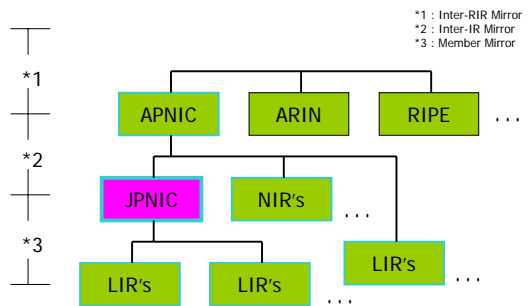 *1 : Inter-RIR Mirror
*2 : Inter-IR Mirror
*3 : Member Mirror
*1
APNIC ARIN RIPE ...
*2
JPNIC NIR's ...
*3
LIR's ...
LIR's LIR's ...